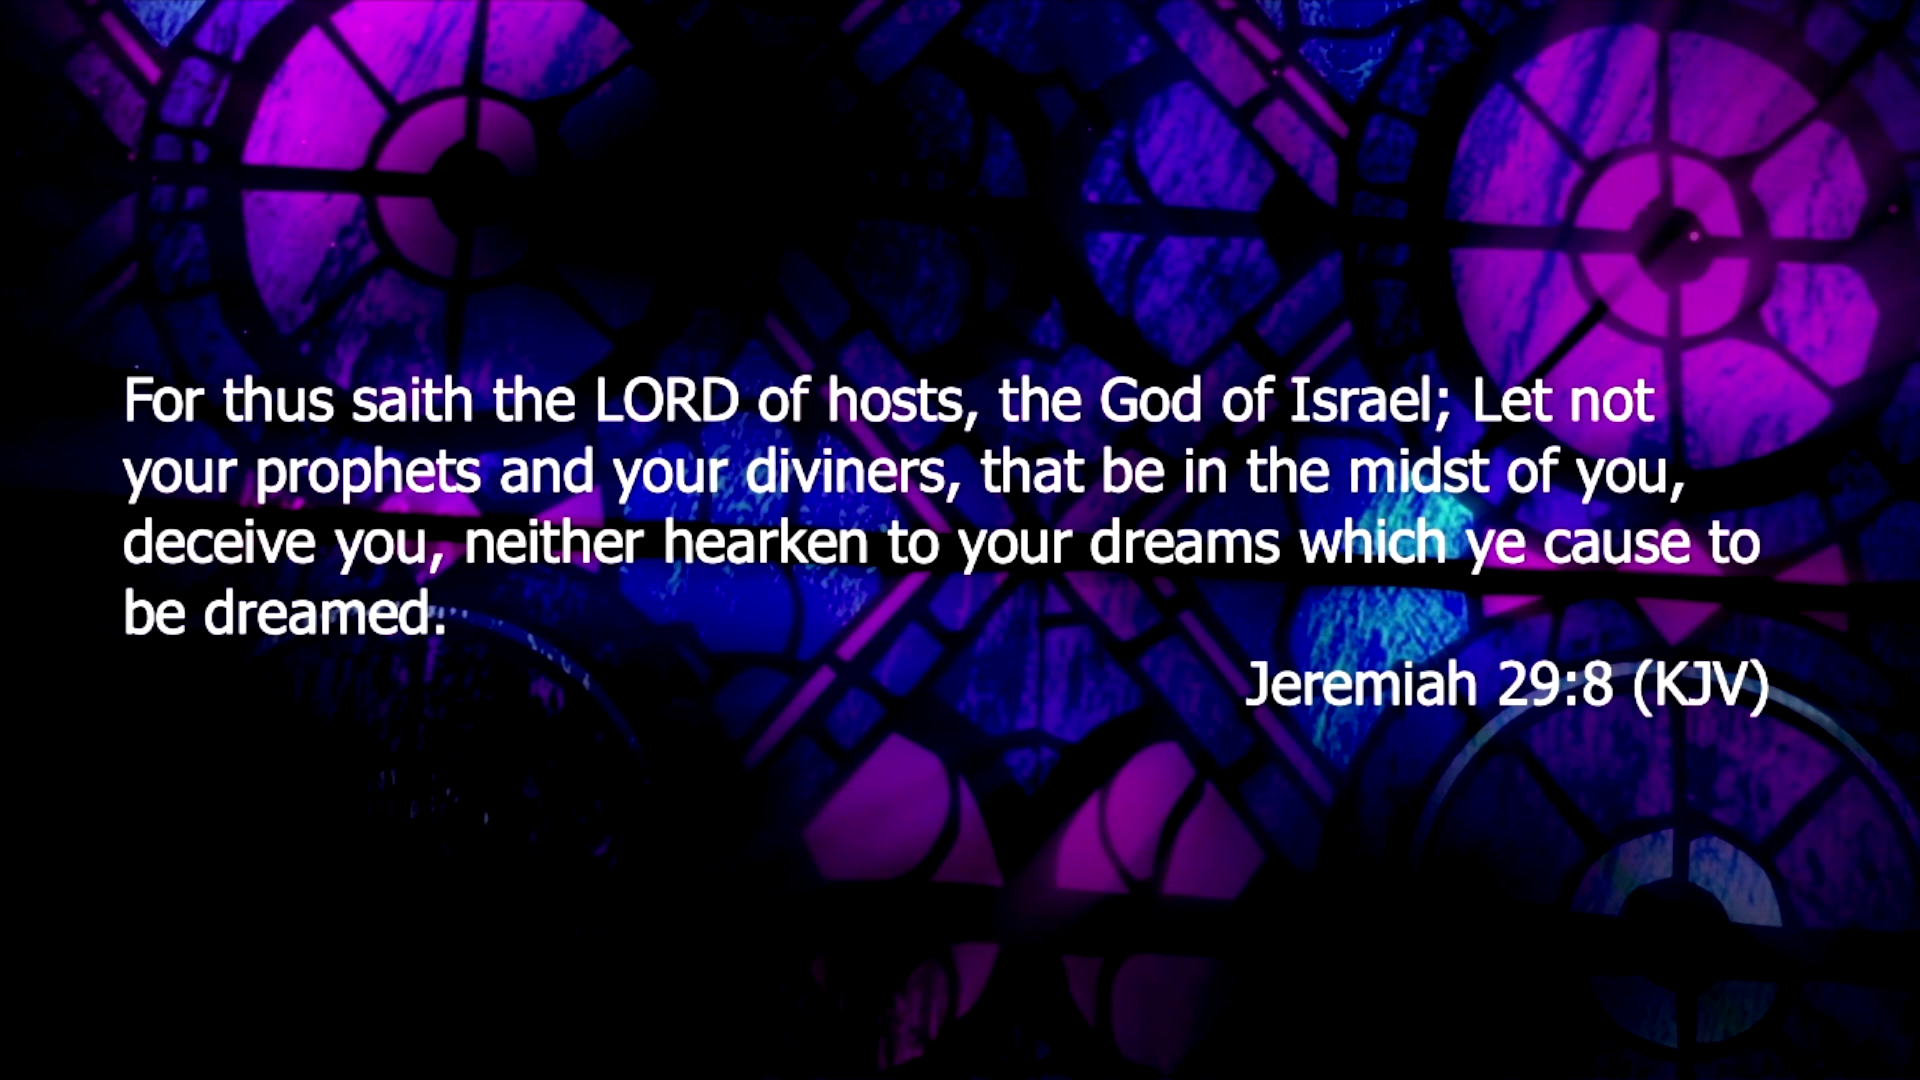 For thus saith the LORD of hosts, the God of Israel; Let not
your prophets and your diviners, that be in the midst of you,
deceive you, neither hearken to your dreams which ye cause to
be dreamed.
Jeremiah 29:8 (KJV)